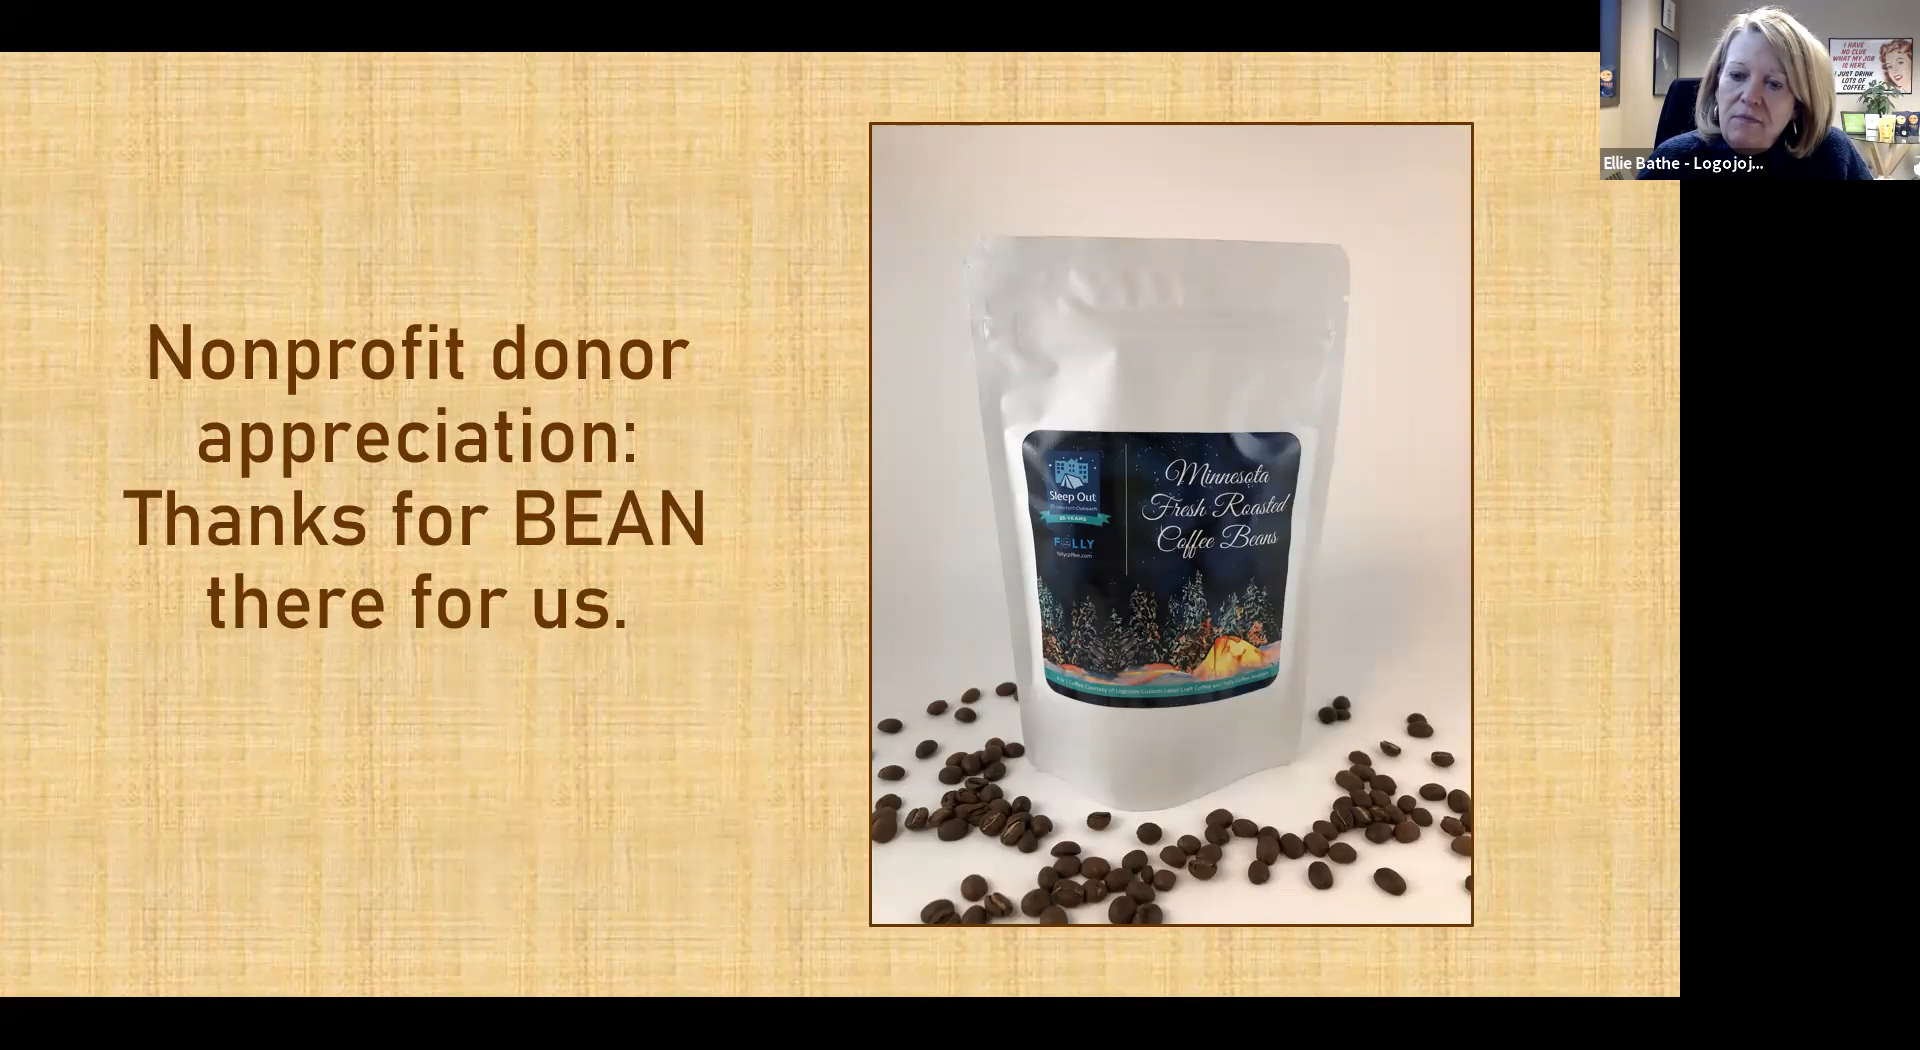 Nonprofit donor
appreciation:
Thanks for BEAN
there for us.
Sleep Out
25 YEARS
FOLLY
follycoffee.com
Minnesota
Fresh Roasted
Coffee Beans
I HAVE
NO CLUE
WHAT MY JOB
IS HERE,
I JUST DRINK
LOTS OF
COFFEE.
Ellie Bathe - Logojoj...